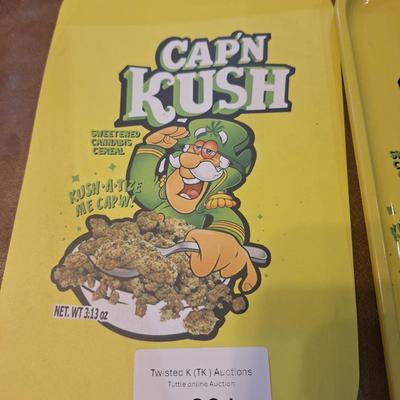 CAP'N
KUSH
SWEETENED
CANNABIS
CEREAL
KUSH·A·TIZE
ME CAP'N!
NET. WT 3.13 oz
Twisted K (TK ) Auctions
Tuttle online Auction